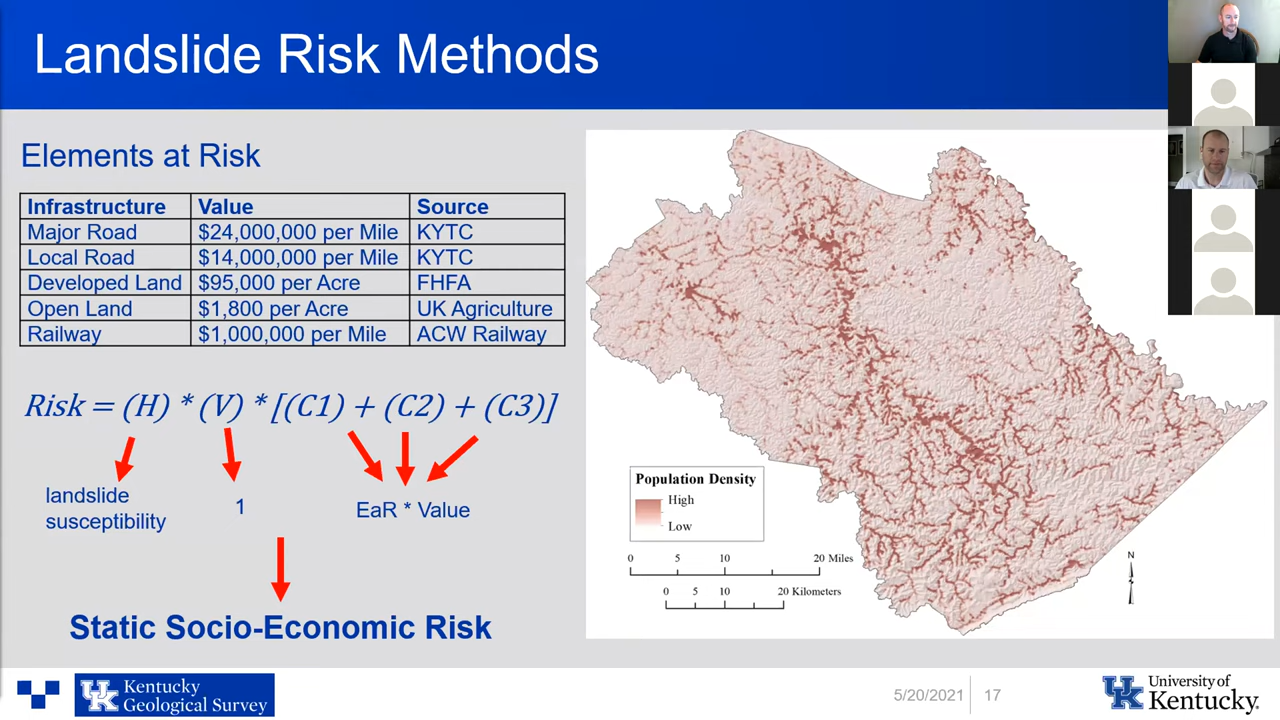 Landslide Risk Methods
Elements at Risk
Infrastructure Value Source
Major Road $24,000,000 per Mile KYTC
Local Road $14,000,000 per Mile KYTC
Developed Land $95,000 per Acre FHFA
Open Land $1,800 per Acre UK Agriculture
Railway $1,000,000 per Mile ACW Railway
Risk = (H) * (V) * [(C1) + (C2) + (C3)]
landslide
susceptibility
1
EaR * Value
Static Socio-Economic Risk
Population Density
High
Low
0 5 10 20 Miles
0 5 10 20 Kilometers
N
UK Kentucky
Geological Survey
5/20/2021 17
UK University of
Kentucky.